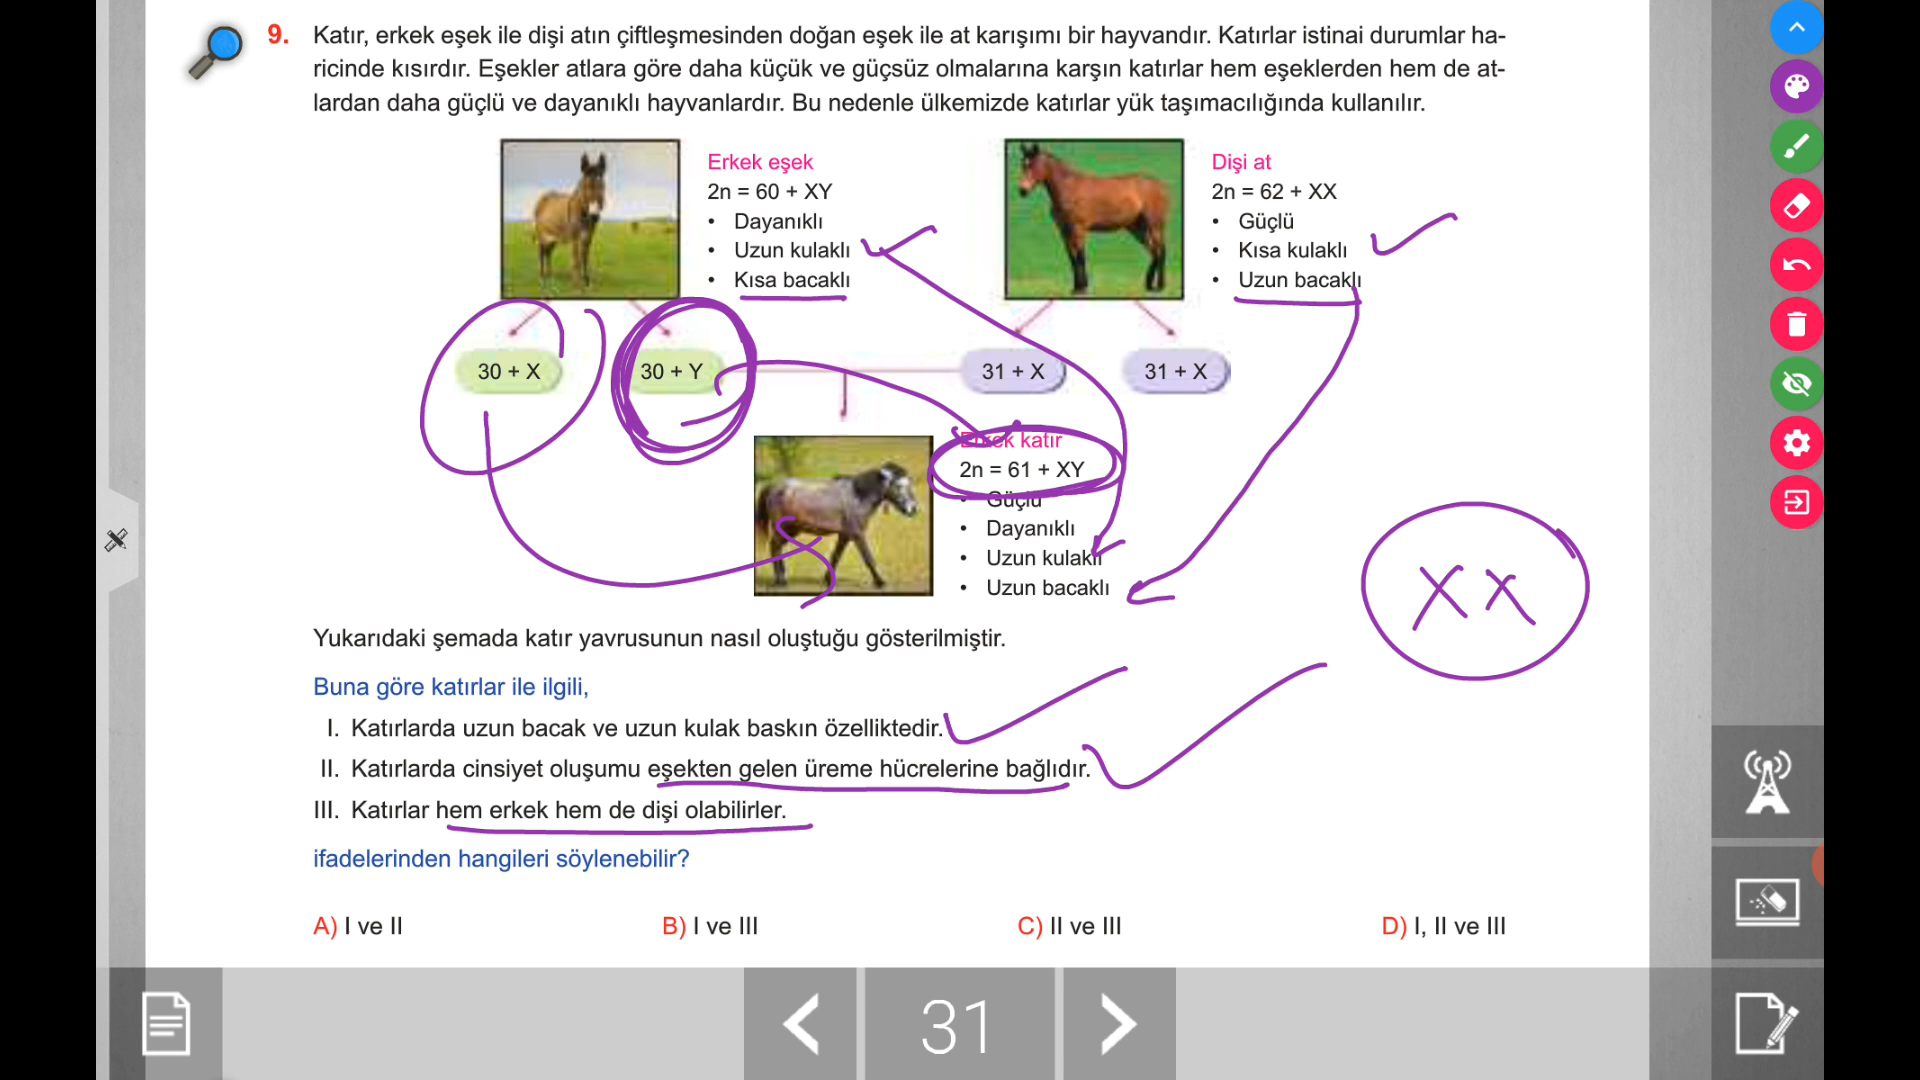 9. Katır, erkek eşek ile dişi atın çiftleşmesinden doğan eşek ile at karışımı bir hayvandır. Katırlar istinai durumlar ha-
ricinde kısırdır. Eşekler atlara göre daha küçük ve güçsüz olmalarına karşın katırlar hem eşeklerden hem de at-
lardan daha güçlü ve dayanıklı hayvanlardır. Bu nedenle ülkemizde katırlar yük taşımacılığında kullanılır.
Erkek eşek
2n = 60 + XY
• Dayanıklı
• Uzun kulaklı
• Kısa bacaklı
Dişi at
2n = 62 + XX
• Güçlü
• Kısa kulaklı
• Uzun bacaklı
30 + X
30 + Y
31 + X
31 + X
Erkek katır
2n = 61 + XY
• Güçlü
• Dayanıklı
• Uzun kulaklı
• Uzun bacaklı
X X
Yukarıdaki şemada katır yavrusunun nasıl oluştuğu gösterilmiştir.
Buna göre katırlar ile ilgili,
I. Katırlarda uzun bacak ve uzun kulak baskın özelliktedir.
II. Katırlarda cinsiyet oluşumu eşekten gelen üreme hücrelerine bağlıdır.
III. Katırlar hem erkek hem de dişi olabilirler.
ifadelerinden hangileri söylenebilir?
A) I ve II
B) I ve III
C) II ve III
D) I, II ve III
31